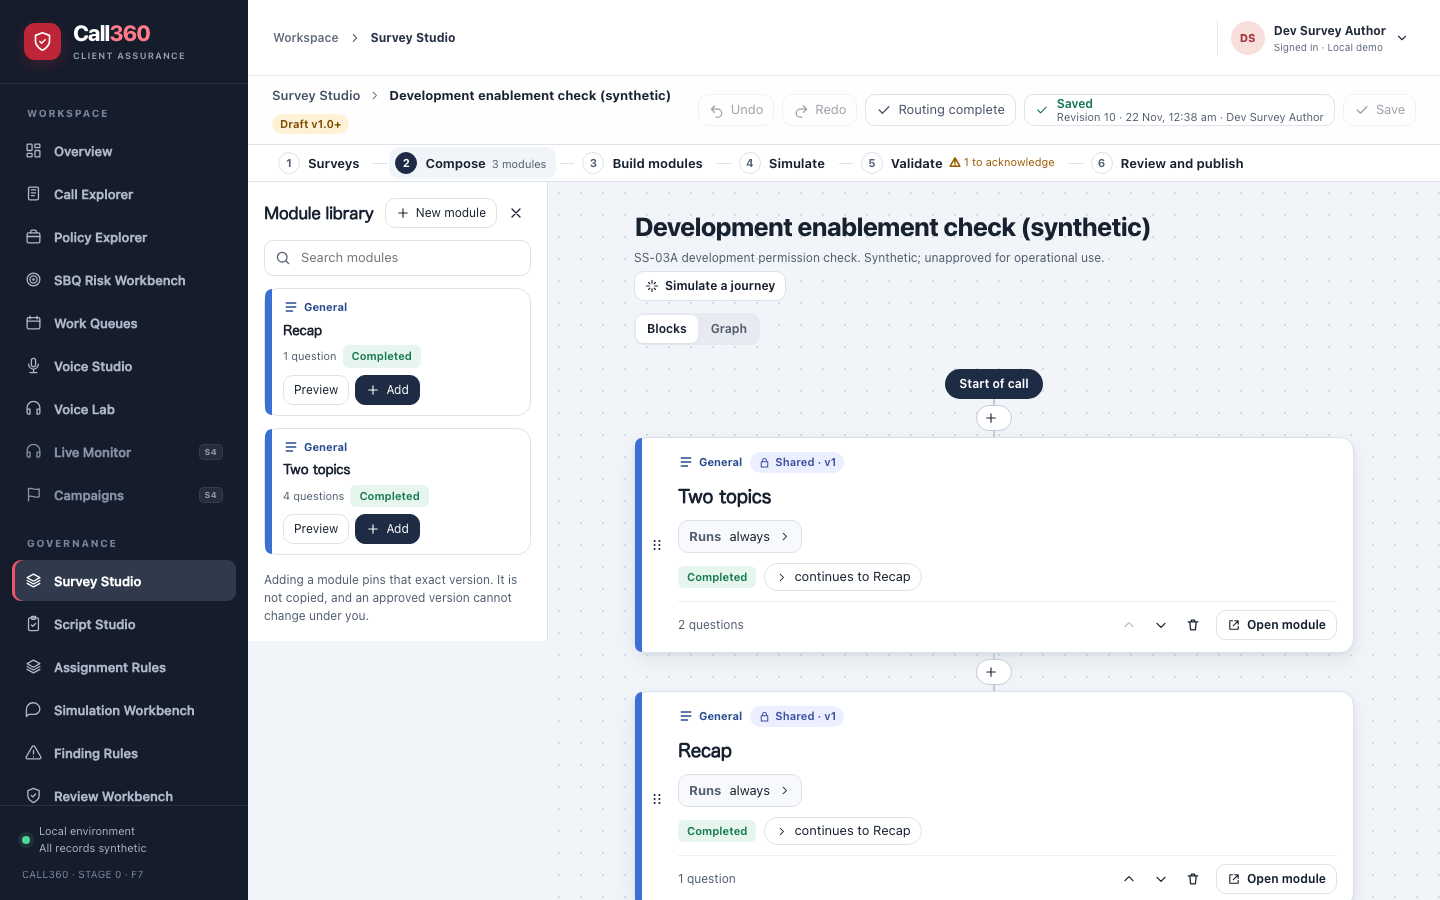 Call360
CLIENT ASSURANCE
WORKSPACE
Overview
Call Explorer
Policy Explorer
SBQ Risk Workbench
Work Queues
Voice Studio
Voice Lab
Live Monitor S4
Campaigns S4
GOVERNANCE
Survey Studio
Script Studio
Assignment Rules
Simulation Workbench
Finding Rules
Review Workbench
Local environment
All records synthetic
CALL360 · STAGE 0 · F7
Workspace > Survey Studio
DS
Dev Survey Author
Signed in · Local demo
Survey Studio > Development enablement check (synthetic)
Draft v1.0+
Undo
Redo
Routing complete
Saved
Revision 10 · 22 Nov, 12:38 am · Dev Survey Author
Save
1 Surveys
2 Compose 3 modules
3 Build modules
4 Simulate
5 Validate 1 to acknowledge
6 Review and publish
Module library
New module
Search modules
General
Recap
1 question Completed
Preview + Add
General
Two topics
4 questions Completed
Preview + Add
Adding a module pins that exact version. It is
not copied, and an approved version cannot
change under you.
Development enablement check (synthetic)
SS-03A development permission check. Synthetic; unapproved for operational use.
Simulate a journey
Blocks Graph
Start of call
+
General Shared · v1
Two topics
Runs always >
Completed > continues to Recap
2 questions Open module
+
General Shared · v1
Recap
Runs always >
Completed > continues to Recap
1 question Open module